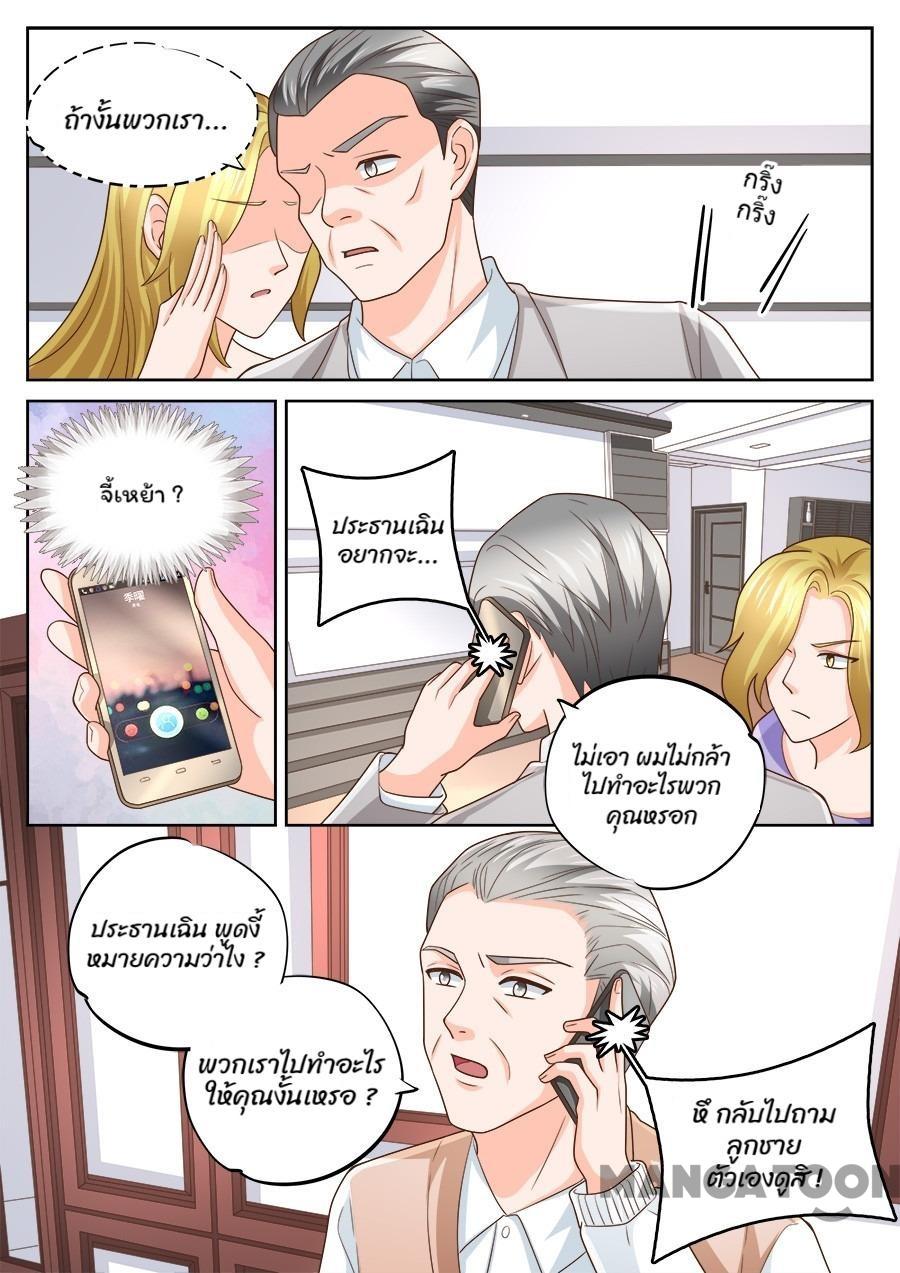 ถ้างั้นพวกเรา...
กริ๊ง
กริ๊ง
จี้เหย้า ?
季曜
ประธานเฉิน
อยากจะ...
ไม่เอา ผมไม่กล้า
ไปทำอะไรพวก
คุณหรอก
ประธานเฉิน พูดงี้
หมายความว่าไง ?
พวกเราไปทำอะไร
ให้คุณงั้นเหรอ ?
หึ กลับไปถาม
ลูกชาย
ตัวเองดูสิ !
MANGATOON